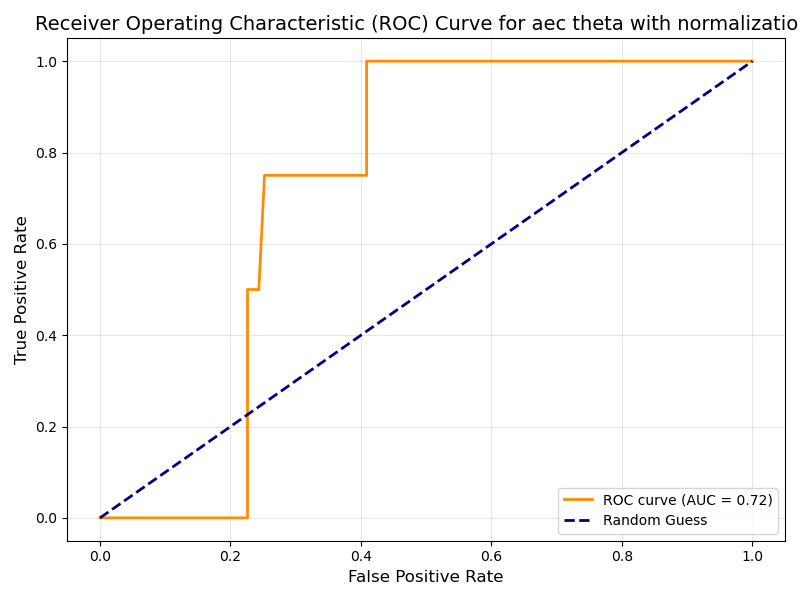 Receiver Operating Characteristic (ROC) Curve for aec theta with normalizatio
1.0
0.8
0.6
0.4
0.2
0.0
True Positive Rate
0.0 0.2 0.4 0.6 0.8 1.0
False Positive Rate
ROC curve (AUC = 0.72)
Random Guess